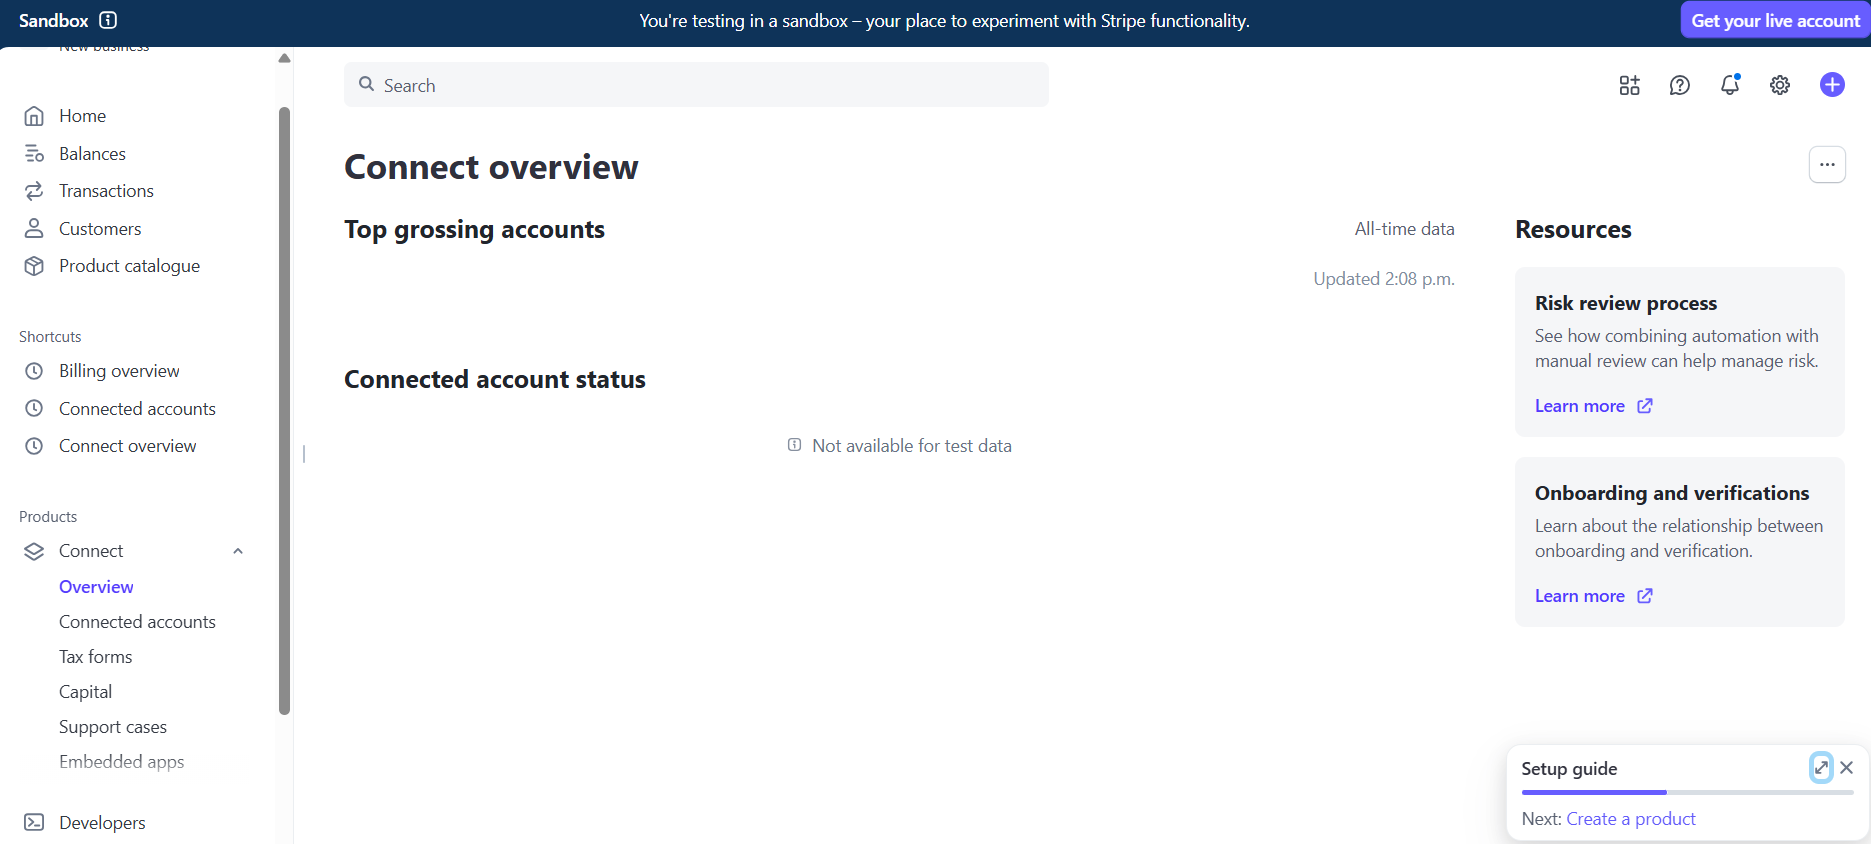 Sandbox
You're testing in a sandbox – your place to experiment with Stripe functionality.
Get your live account
New business
Home
Balances
Transactions
Customers
Product catalogue
Shortcuts
Billing overview
Connected accounts
Connect overview
Products
Connect
Overview
Connected accounts
Tax forms
Capital
Support cases
Embedded apps
Developers
Search
Connect overview
Top grossing accounts
All-time data
Updated 2:08 p.m.
Connected account status
Not available for test data
Resources
Risk review process
See how combining automation with
manual review can help manage risk.
Learn more
Onboarding and verifications
Learn about the relationship between
onboarding and verification.
Learn more
Setup guide
Next: Create a product